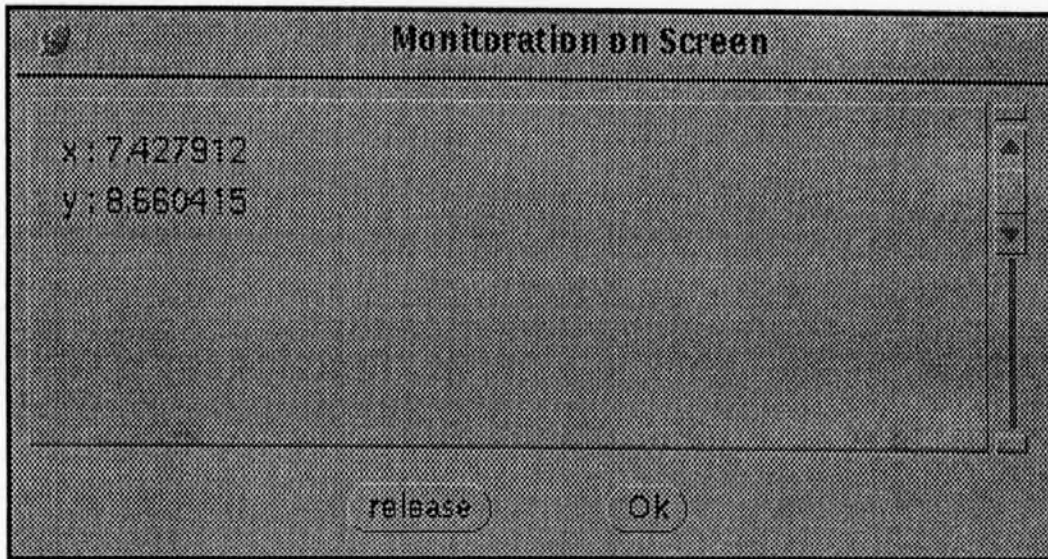 Monitoration on Screen
x : 7.427912
y : 8.660415
release Ok